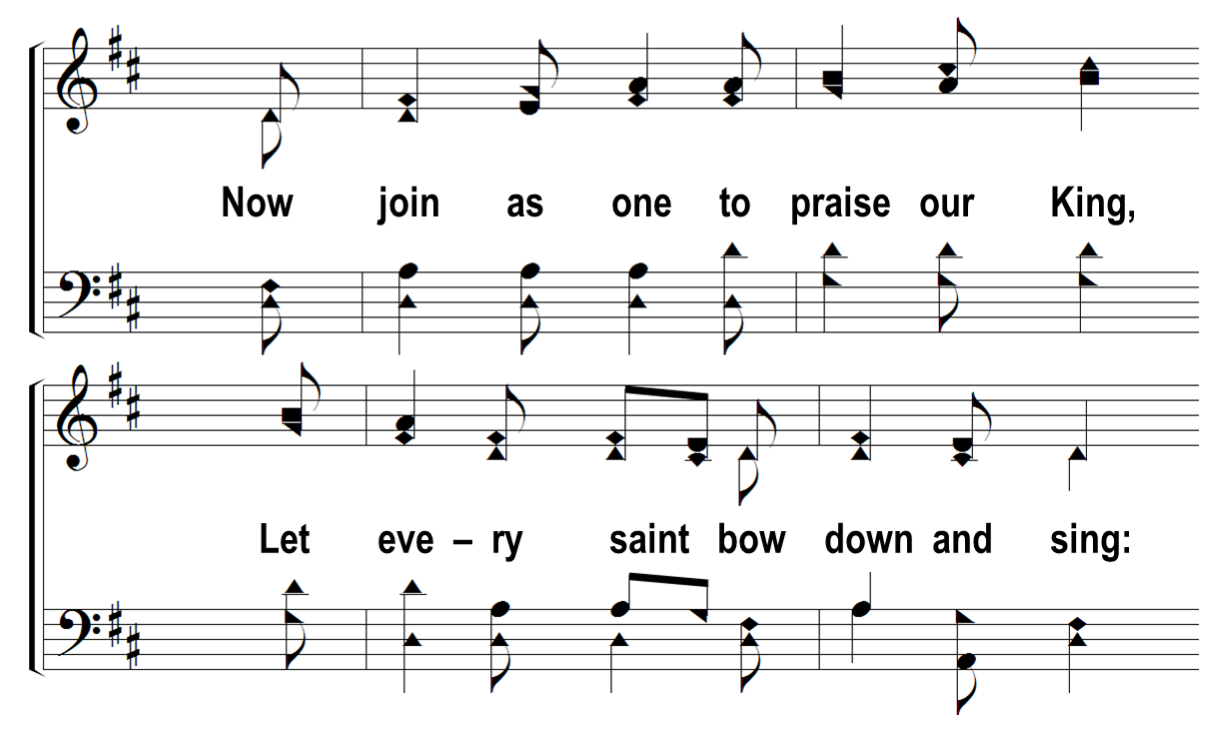 Now join as one to praise our King,
Let eve – ry saint bow down and sing: